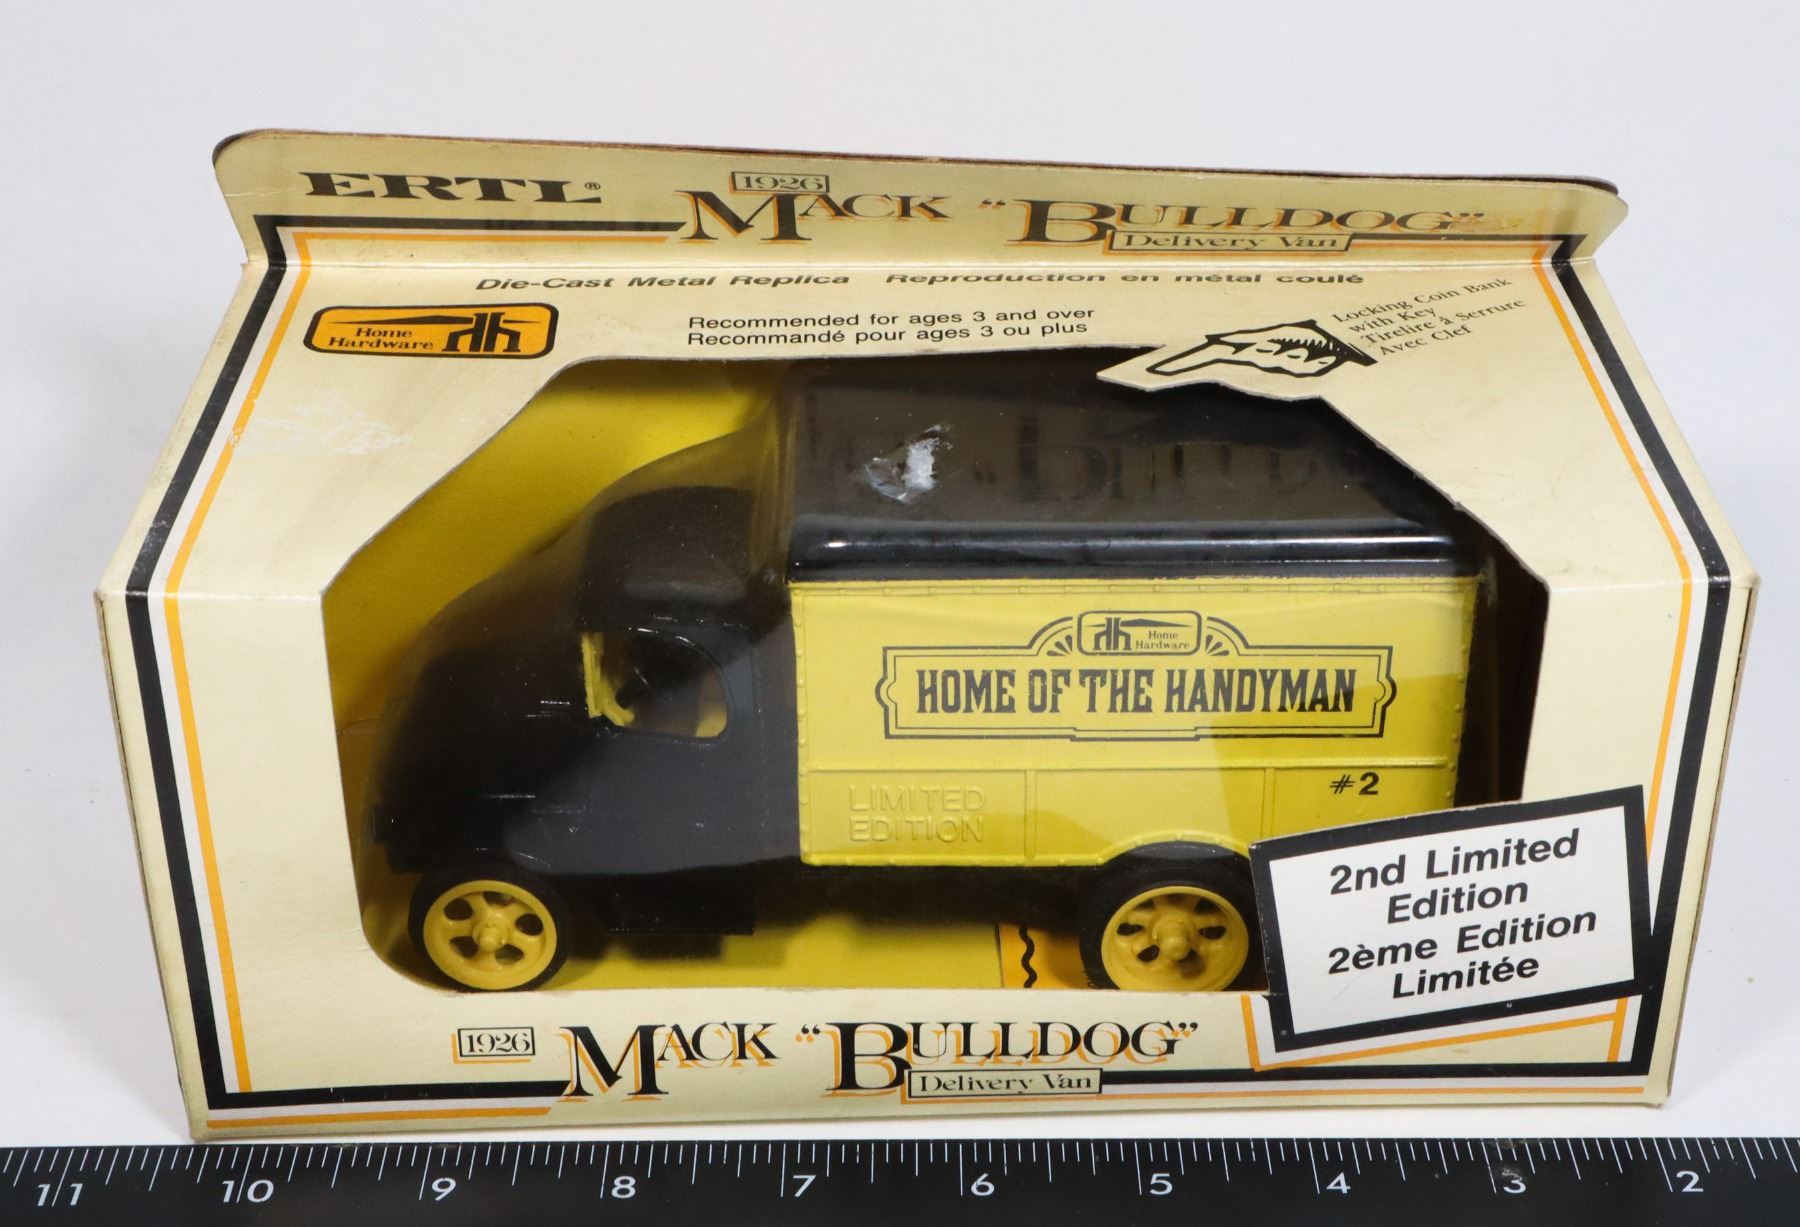 ERTL®
1926
MACK "BULLDOG"
Delivery Van
Die-Cast Metal Replica Reproduction en métal coulé
Home
Hardware
Recommended for ages 3 and over
Recommandé pour ages 3 ou plus
Locking Coin Bank
with Key
Tirelire à Serrure
Avec Clef
Home
Hardware
HOME OF THE HANDYMAN
#2
LIMITED
EDITION
2nd Limited
Edition
2ème Edition
Limitée
1926
MACK "BULLDOG"
Delivery Van
11 10 9 8 7 6 5 4 3 2